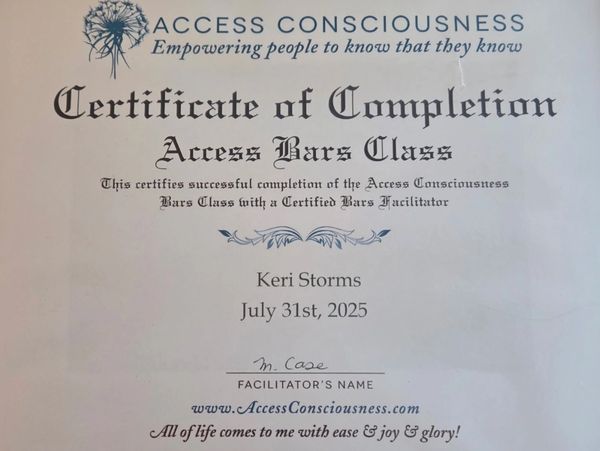 ACCESS CONSCIOUSNESS
Empowering people to know that they know
Certificate of Completion
Access Bars Class
This certifies successful completion of the Access Consciousness
Bars Class with a Certified Bars Facilitator
Keri Storms
July 31st, 2025
M. Case
FACILITATOR'S NAME
www.AccessConsciousness.com
All of life comes to me with ease & joy & glory!